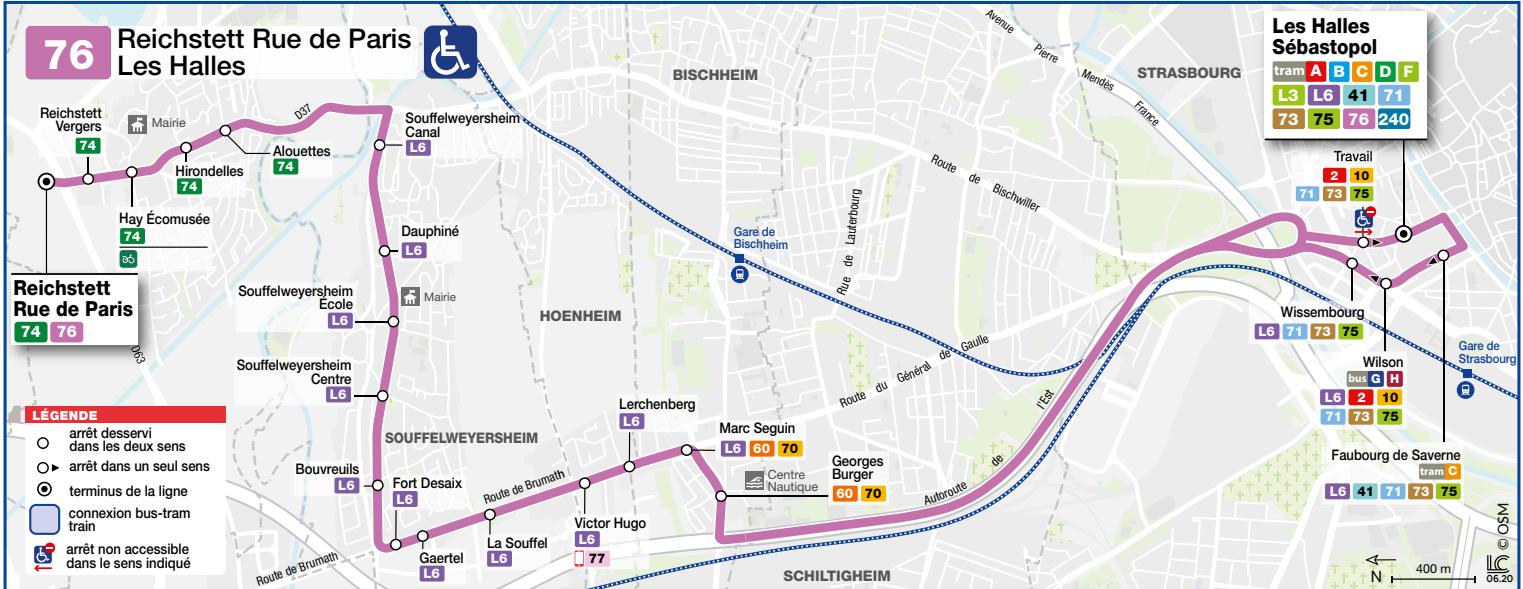 76
Reichstett Rue de Paris
Les Halles
Reichstett
Vergers
74
Mairie
D37
Hirondelles
74
Alouettes
74
Hay Écomusée
74
Reichstett
Rue de Paris
74 76
D63
Souffelweyersheim
Canal
L6
Dauphiné
L6
Souffelweyersheim
École
L6
Mairie
Souffelweyersheim
Centre
L6
SOUFFELWEYERSHEIM
Bouvreuils
L6
Fort Desaix
L6
Gaertel
L6
Route de Brumath
Route de Brumath
La Souffel
L6
Victor Hugo
L6
77
Lerchenberg
L6
Marc Seguin
L6 60 70
Centre
Nautique
Georges
Burger
60 70
HOENHEIM
BISCHHEIM
SCHILTIGHEIM
STRASBOURG
Gare de
Bischheim
Rue de Lauterbourg
Route de Bischwiller
Avenue Pierre Mendès France
Route du Général de Gaulle
Autoroute de l'Est
Les Halles
Sébastopol
tram A B C D F
L3 L6 41 71
73 75 76 240
Travail
2 10
71 73 75
Wissembourg
L6 71 73 75
Wilson
bus G H
L6 2 10
71 73 75
Gare de
Strasbourg
Faubourg de Saverne
tram C
L6 41 71 73 75
LÉGENDE
arrêt desservi
dans les deux sens
arrêt dans un seul sens
terminus de la ligne
connexion bus-tram
train
arrêt non accessible
dans le sens indiqué
N
400 m
© OSM
LC
06.20